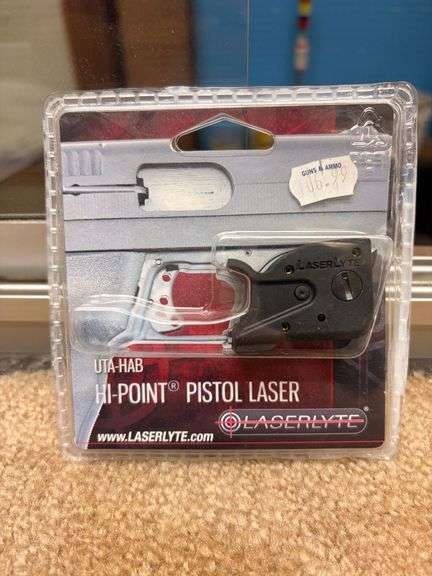 GUNS & AMMO
LASERLYTE
UTA-HAB
HI-POINT® PISTOL LASER
www.LASERLYTE.com
LASERLYTE®